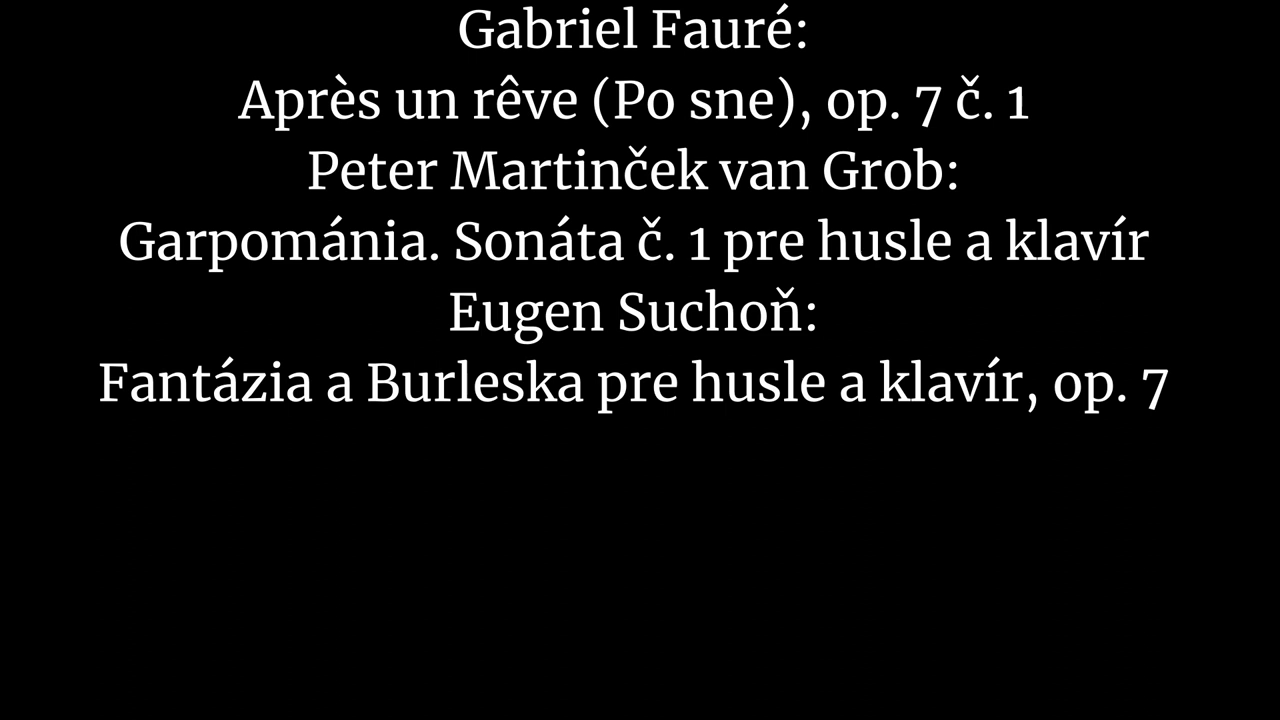 Gabriel Fauré:
Après un rêve (Po sne), op. 7 č. 1
Peter Martinček van Grob:
Garpománia. Sonáta č. 1 pre husle a klavír
Eugen Suchoň:
Fantázia a Burleska pre husle a klavír, op. 7